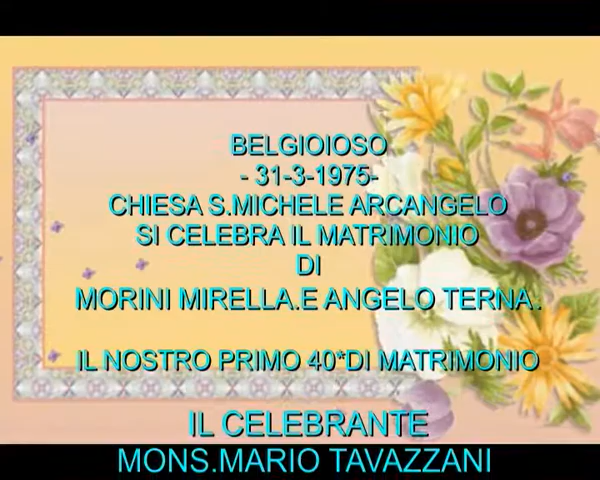 BELGIOIOSO
- 31-3-1975-
CHIESA S.MICHELE ARCANGELO
SI CELEBRA IL MATRIMONIO
DI
MORINI MIRELLA.E ANGELO TERNA.
IL NOSTRO PRIMO 40*DI MATRIMONIO
IL CELEBRANTE
MONS.MARIO TAVAZZANI